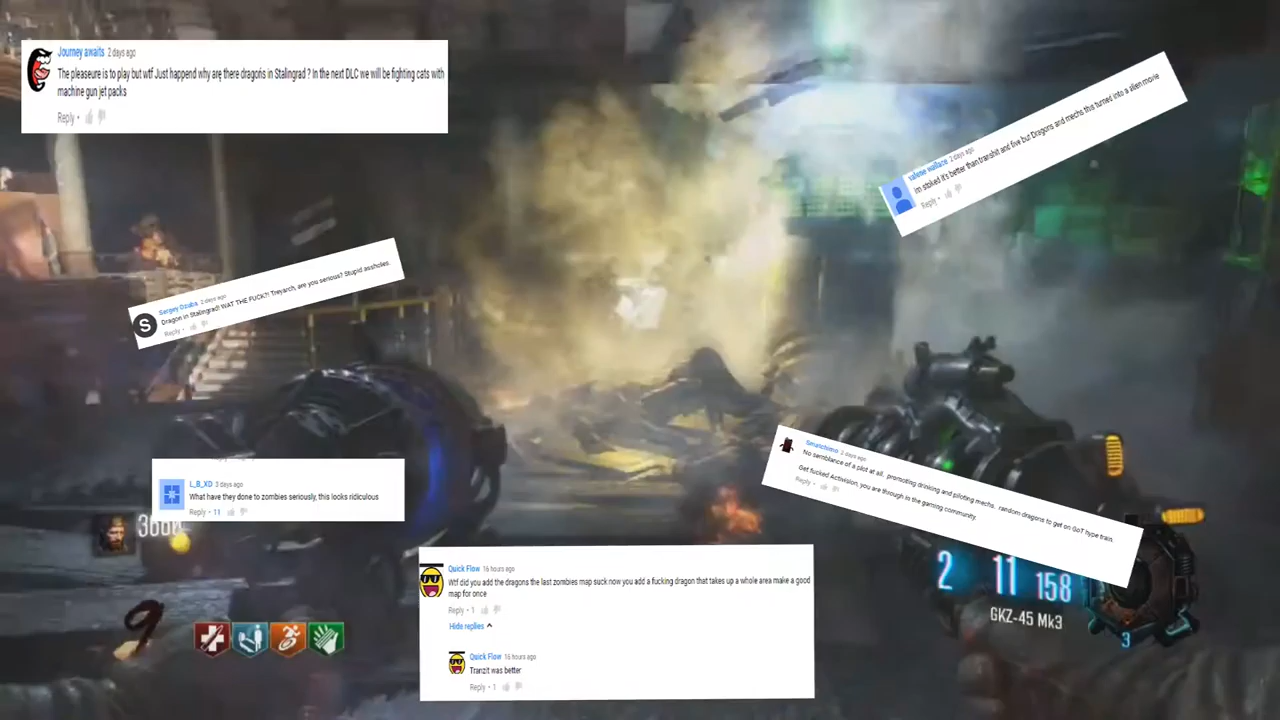 Journey awaits 2 days ago
The pleaseure is to play but wtf Just happend why are there dragons in Stalingrad ? In the next DLC we will be fighting cats with
machine gun jet packs
Reply •
valene wallace 2 days ago
im stoked it's better than transhit and five but Dragons and mechs this turned into a alien movie
Reply •
S
Sergey Dzuba 2 days ago
Dragon in Stalingrad! WAT THE FUCK?! Treyarch, are you serious? Stupid assholes.
Reply •
Smatchimo 2 days ago
No semblance of a plot at all. promoting drinking and piloting mechs. random dragons to get on GoT hype train.
Get fucked Activision, you are through in the gaming community.
Reply •
L_B_XD 3 days ago
What have they done to zombies seriously, this looks ridiculous
Reply • 11
Quick Flow 16 hours ago
Wtf did you add the dragons the last zombies map suck now you add a fucking dragon that takes up a whole area make a good
map for once
Reply • 1
Hide replies
Quick Flow 16 hours ago
Tranzit was better
Reply • 1
9
2 11 158
GKZ-45 Mk3
3